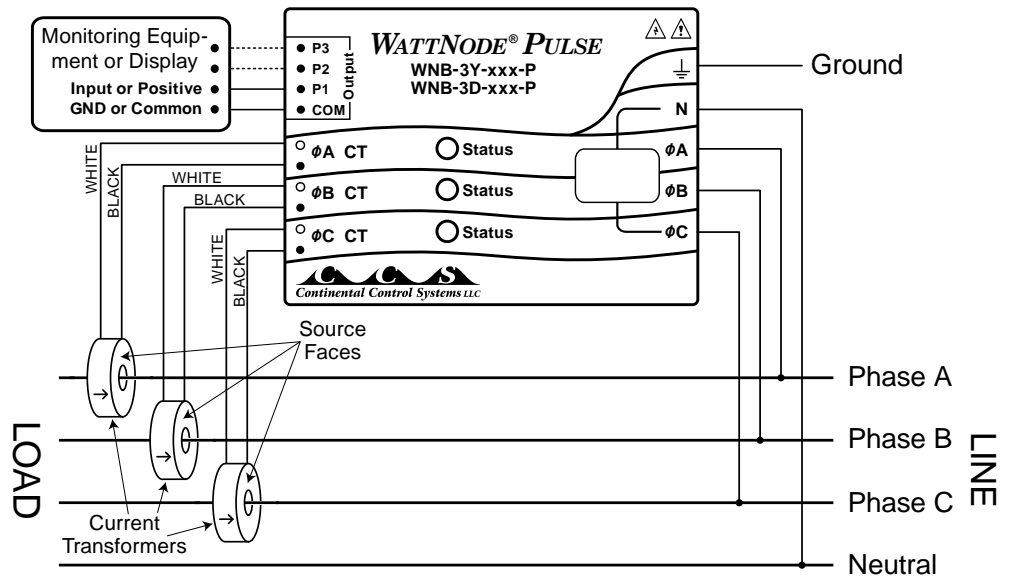 Monitoring Equip-
ment or Display
Input or Positive
GND or Common
P3
P2
P1
COM
Output
WATTNODE® PULSE
WNB-3Y-xxx-P
WNB-3D-xxx-P
Ground
N
ϕA CT
Status
ϕA
ϕB CT
Status
ϕB
ϕC CT
Status
ϕC
WHITE
BLACK
WHITE
BLACK
WHITE
BLACK
CCS
Continental Control Systems LLC
Source
Faces
Phase A
Phase B
Phase C
Neutral
LOAD
LINE
Current
Transformers